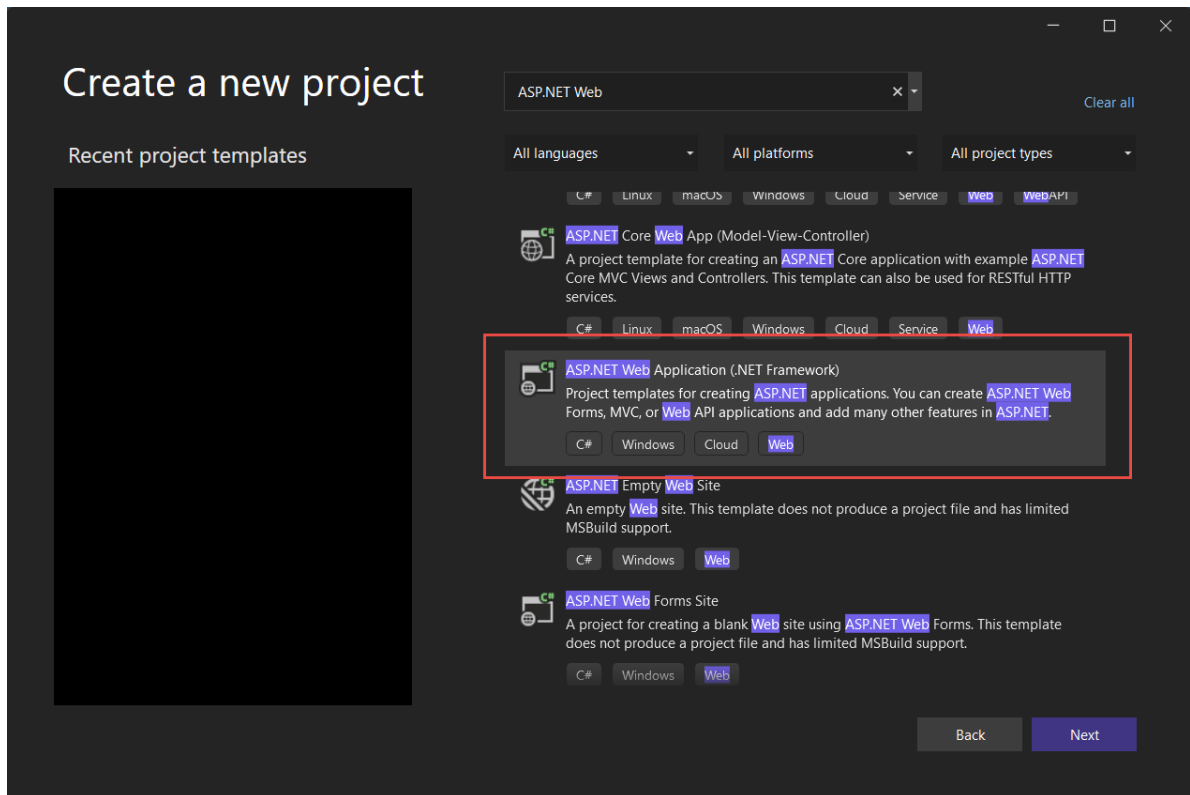 Create a new project
ASP.NET Web
Clear all
Recent project templates
All languages
All platforms
All project types
C# Linux macOS Windows Cloud Service Web WebAPI
C#
ASP.NET Core Web App (Model-View-Controller)
A project template for creating an ASP.NET Core application with example ASP.NET
Core MVC Views and Controllers. This template can also be used for RESTful HTTP
services.
C# Linux macOS Windows Cloud Service Web
C#
ASP.NET Web Application (.NET Framework)
Project templates for creating ASP.NET applications. You can create ASP.NET Web
Forms, MVC, or Web API applications and add many other features in ASP.NET.
C# Windows Cloud Web
C#
ASP.NET Empty Web Site
An empty Web site. This template does not produce a project file and has limited
MSBuild support.
C# Windows Web
C#
ASP.NET Web Forms Site
A project for creating a blank Web site using ASP.NET Web Forms. This template
does not produce a project file and has limited MSBuild support.
C# Windows Web
Back
Next